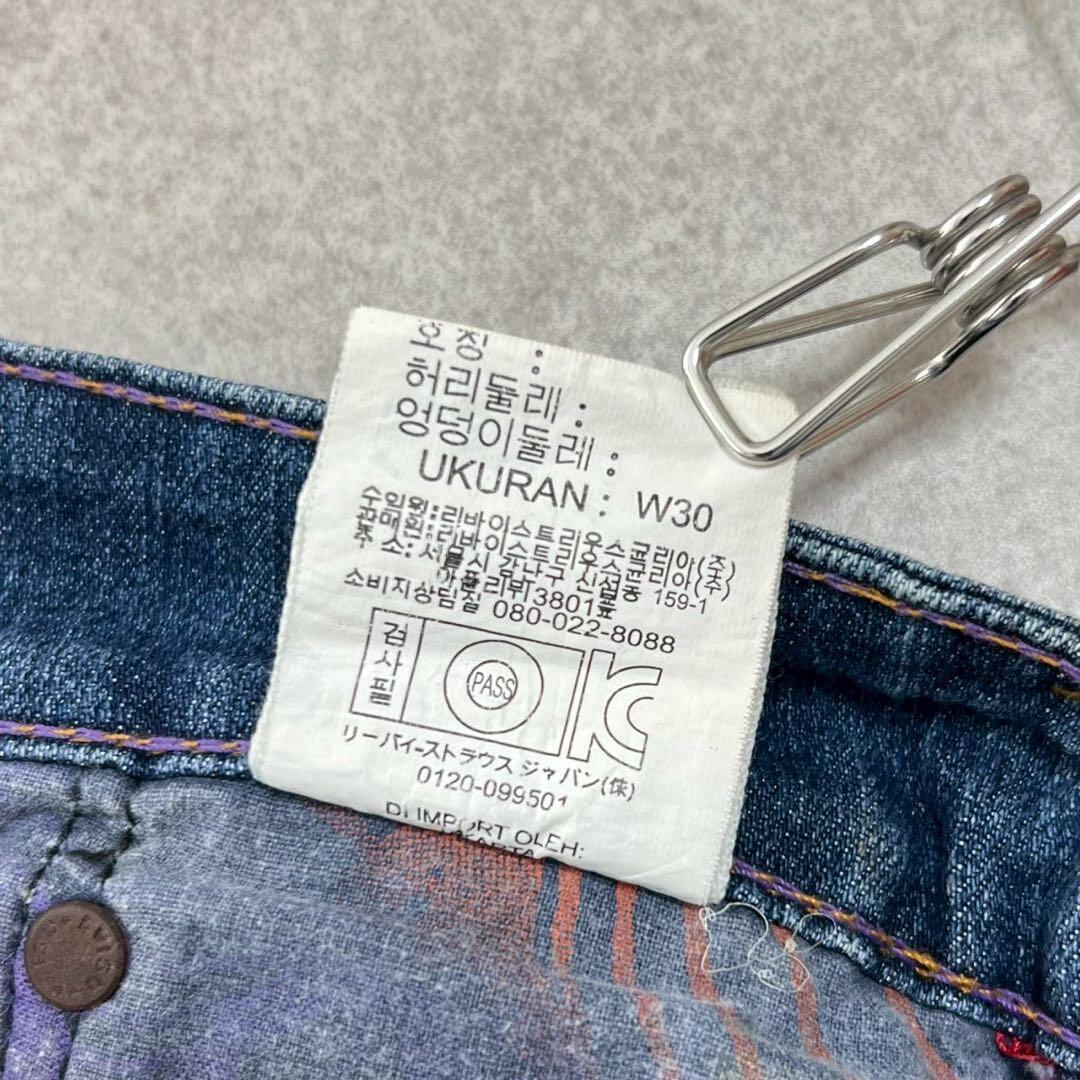 호칭 :
허리둘레 :
엉덩이둘레 :
UKURAN : W30
수입원:리바이스트라우스코리아(주)
판매원:리바이스트라우스코리아(주)
주 소:서울시 강남구 신사동 159-1
소비자상담실 080-022-8088
검사필
PASS
リーバイ-ストラウス ジャパン(株)
0120-099501
DI IMPORT OLEH: